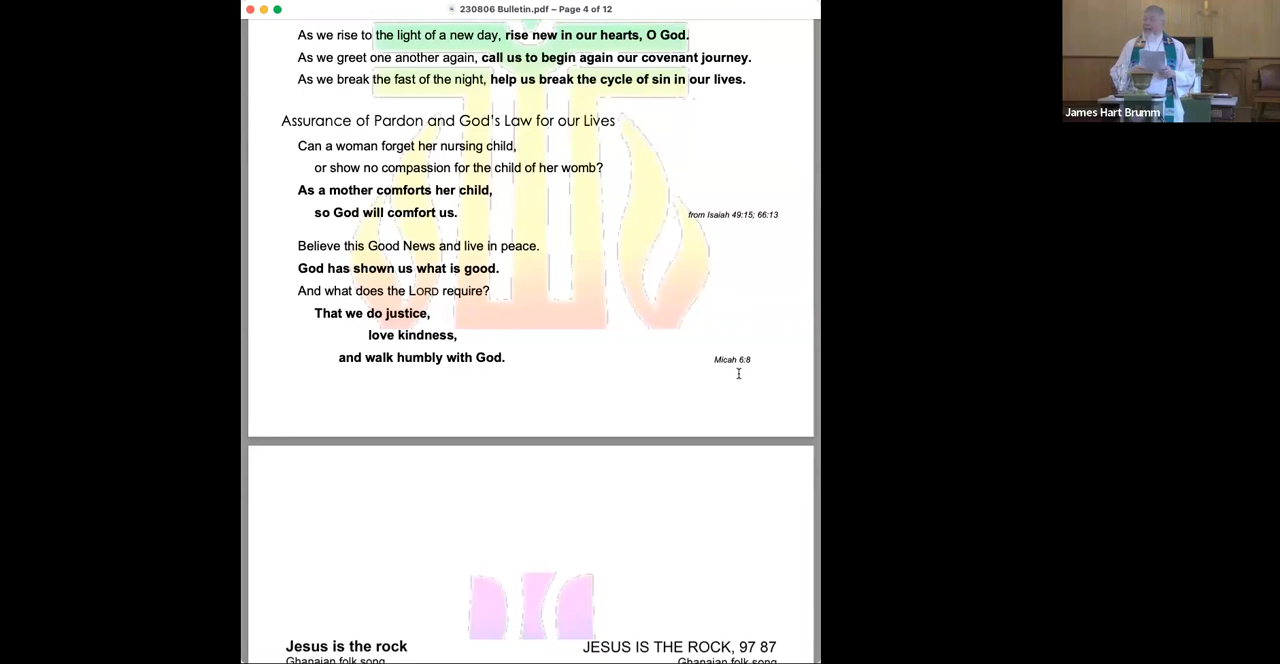 230806 Bulletin.pdf – Page 4 of 12
James Hart Brumm
As we rise to the light of a new day, rise new in our hearts, O God.
As we greet one another again, call us to begin again our covenant journey.
As we break the fast of the night, help us break the cycle of sin in our lives.
Assurance of Pardon and God's Law for our Lives
Can a woman forget her nursing child,
or show no compassion for the child of her womb?
As a mother comforts her child,
so God will comfort us.
from Isaiah 49:15; 66:13
Believe this Good News and live in peace.
God has shown us what is good.
And what does the LORD require?
That we do justice,
love kindness,
and walk humbly with God.
Micah 6:8
Jesus is the rock
JESUS IS THE ROCK, 97 87
Ghanaian folk song
Ghanaian folk song